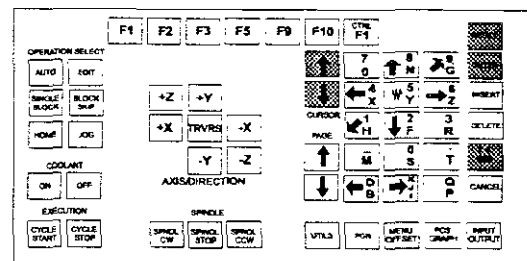 F1 F2 F3 F5 F9 F10 CTRL F1
OPERATION SELECT
AUTO EDIT
SINGLE BLOCK BLOCK SKIP
HOME JOG
COOLANT
ON OFF
EXECUTION
CYCLE START CYCLE STOP
+Z +Y
+X TRVRS -X
-Y -Z
AXIS/DIRECTION
SPINDLE
SPNDL CW SPNDL STOP SPNDL CCW
CURSOR
PAGE
7 O 8 N 9 G
4 X 5 Y 6 Z INSERT
1 H 2 F 3 R DELETE
M 0 S T
D B Q P CANCEL
UTILS PGN MENU OFFSET PCS GRAPH INPUT OUTPUT